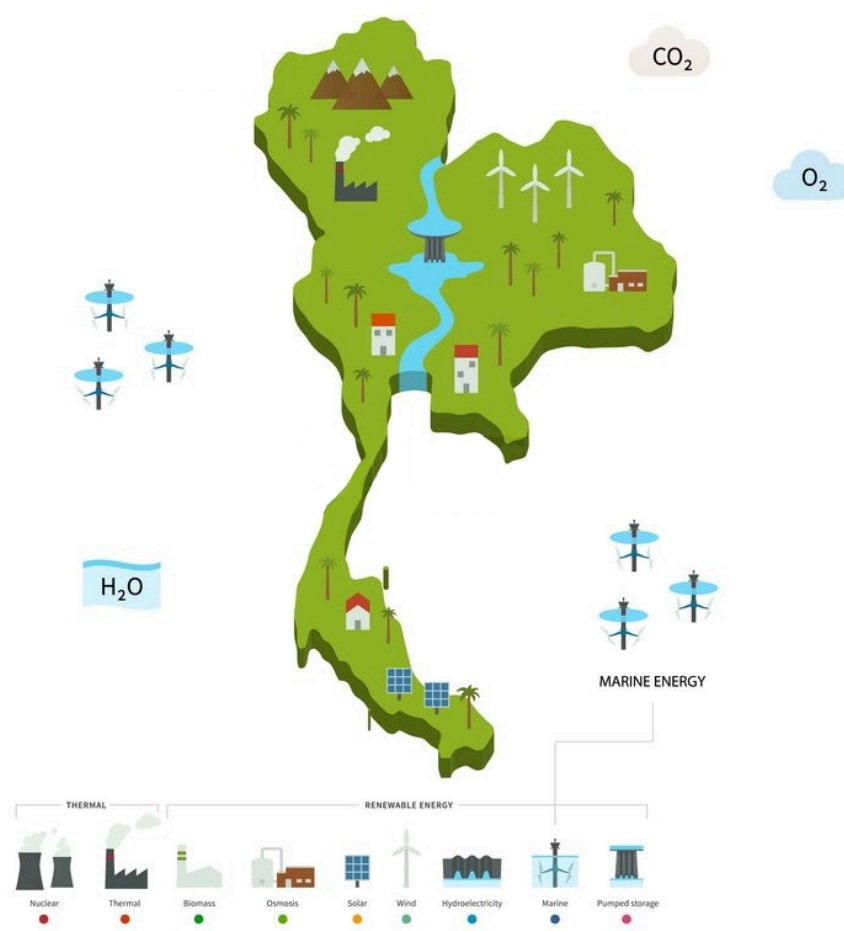 CO₂
O₂
H₂O
MARINE ENERGY
THERMAL
RENEWABLE ENERGY
Nuclear
Thermal
Biomass
Osmosis
Solar
Wind
Hydroelectricity
Marine
Pumped storage